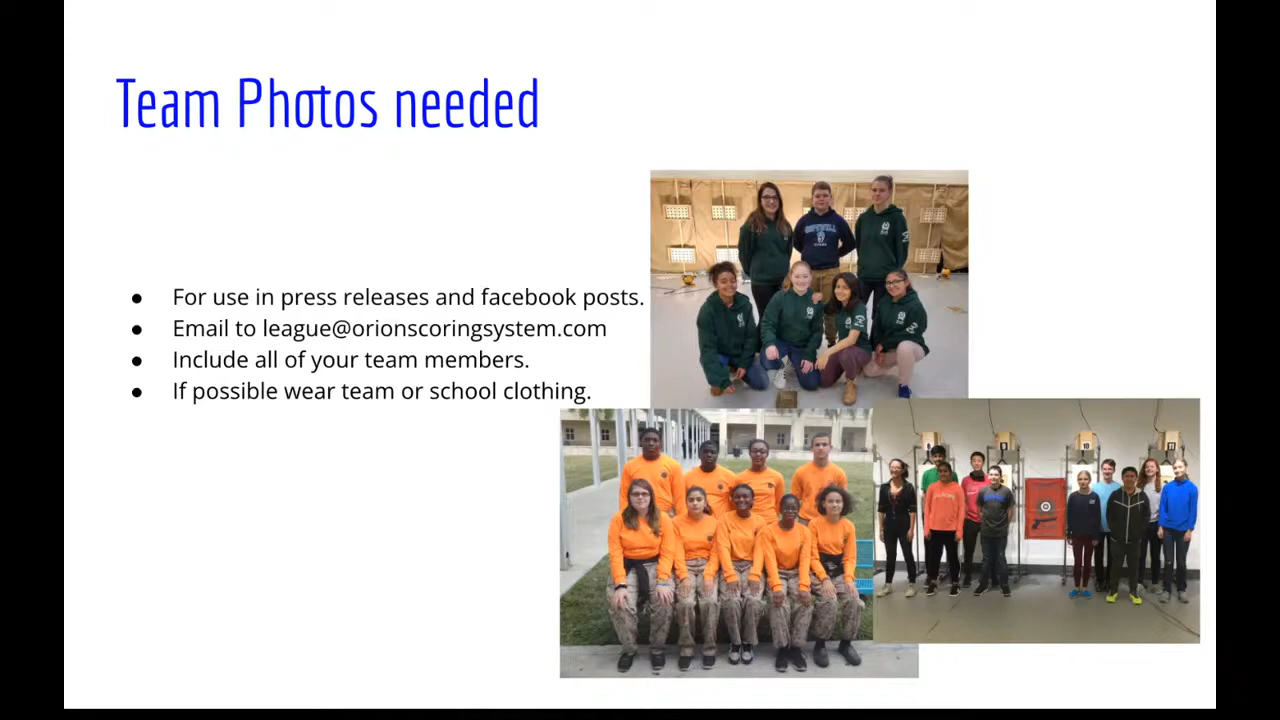 Team Photos needed
For use in press releases and facebook posts.
Email to league@orionscoringsystem.com
Include all of your team members.
If possible wear team or school clothing.